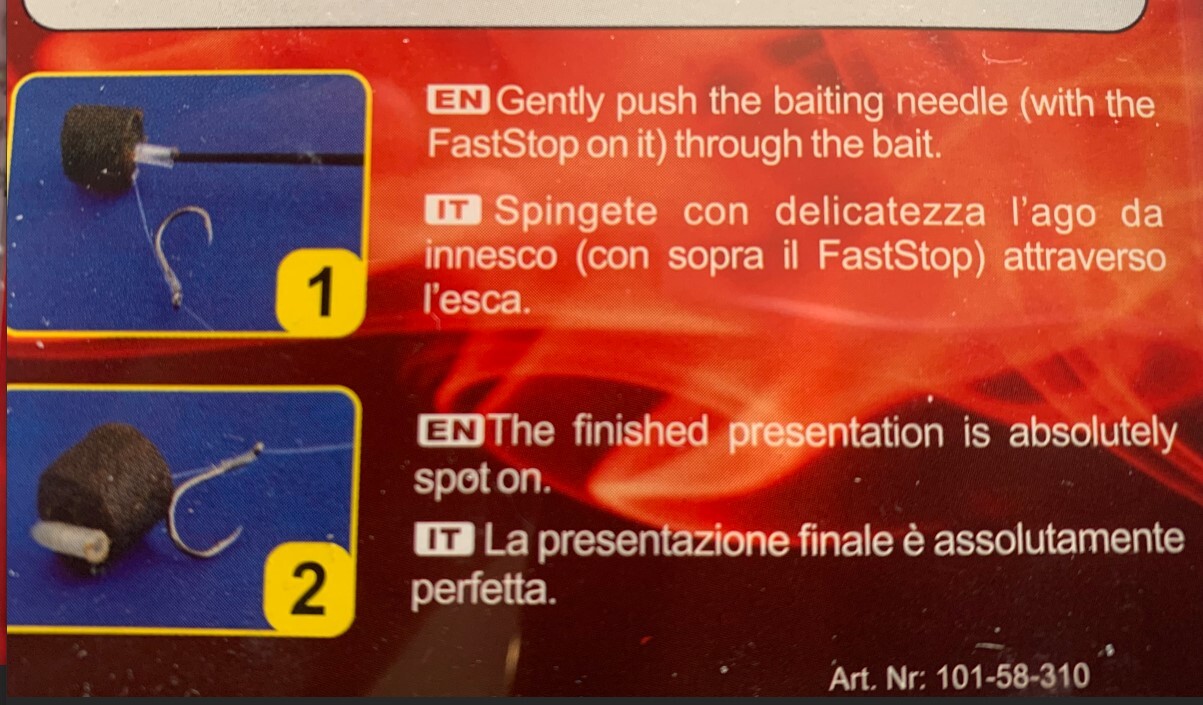 EN Gently push the baiting needle (with the
FastStop on it) through the bait.
IT Spingete con delicatezza l'ago da
innesco (con sopra il FastStop) attraverso
l'esca.
1
EN The finished presentation is absolutely
spot on.
IT La presentazione finale è assolutamente
perfetta.
2
Art. Nr: 101-58-310